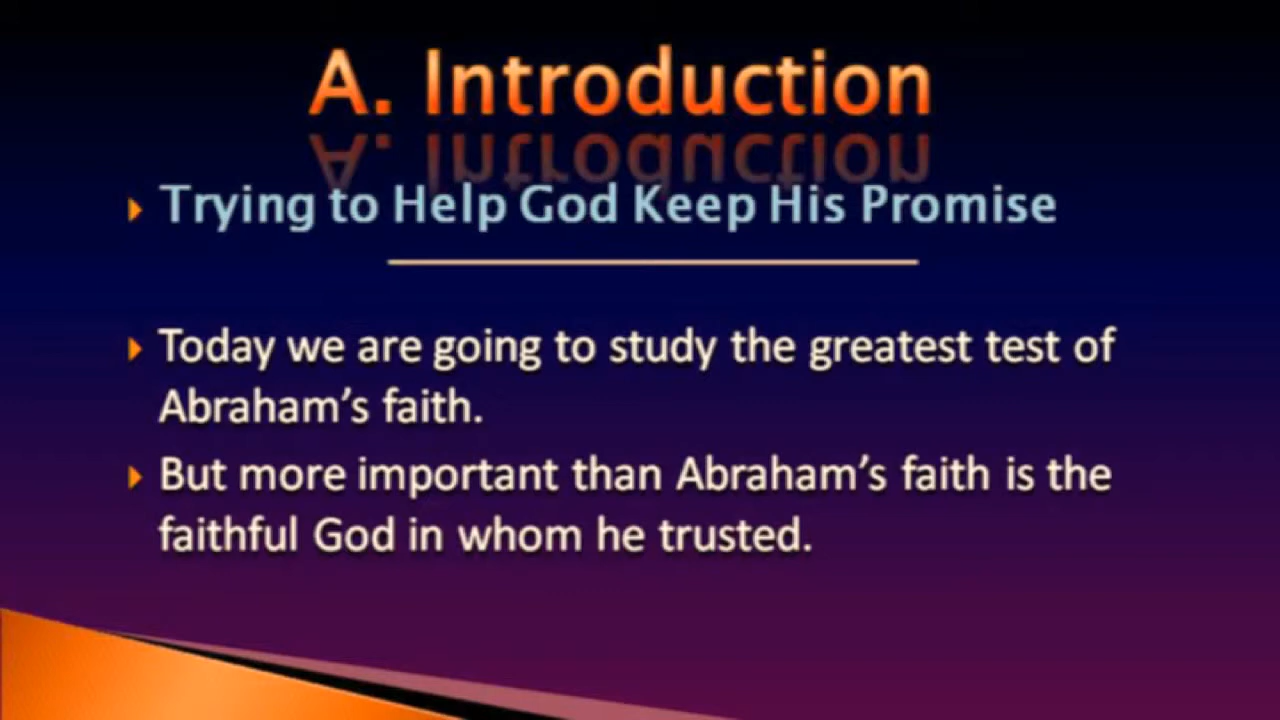 A. Introduction
Trying to Help God Keep His Promise
Today we are going to study the greatest test of
Abraham’s faith.
But more important than Abraham’s faith is the
faithful God in whom he trusted.